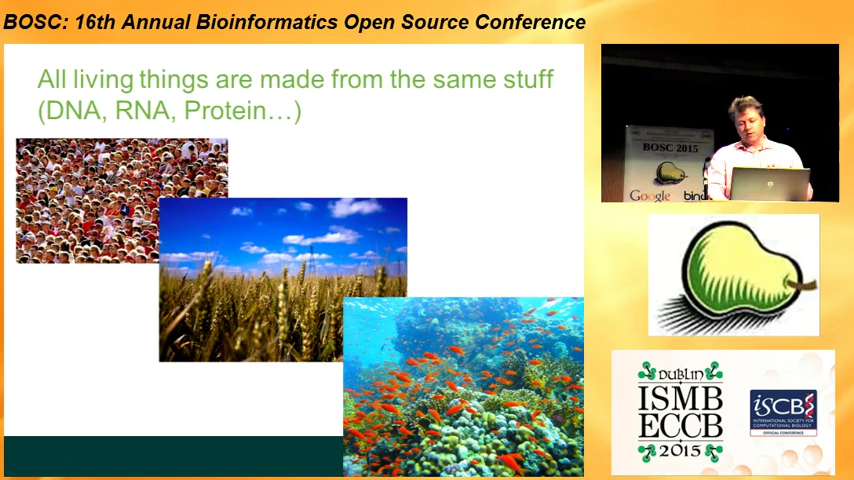 BOSC: 16th Annual Bioinformatics Open Source Conference
All living things are made from the same stuff
(DNA, RNA, Protein…)
BOSC 2015
Google
DUBLIN
ISMB
ECCB
2015
iSCB
INTERNATIONAL SOCIETY FOR
COMPUTATIONAL BIOLOGY
OFFICIAL CONFERENCE